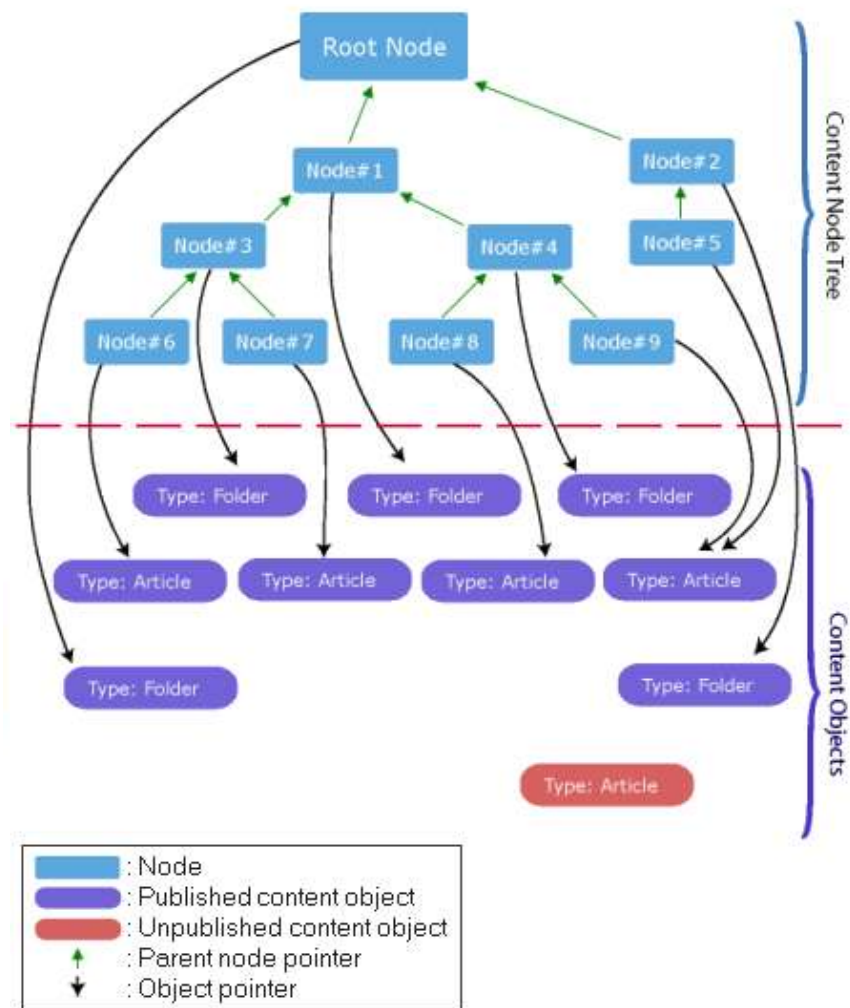 Root Node
Node#1
Node#2
Node#3
Node#4
Node#5
Node#6
Node#7
Node#8
Node#9
Content Node Tree
Type: Folder
Type: Folder
Type: Folder
Type: Article
Type: Article
Type: Article
Type: Article
Type: Folder
Type: Folder
Type: Article
Content Objects
: Node
: Published content object
: Unpublished content object
: Parent node pointer
: Object pointer